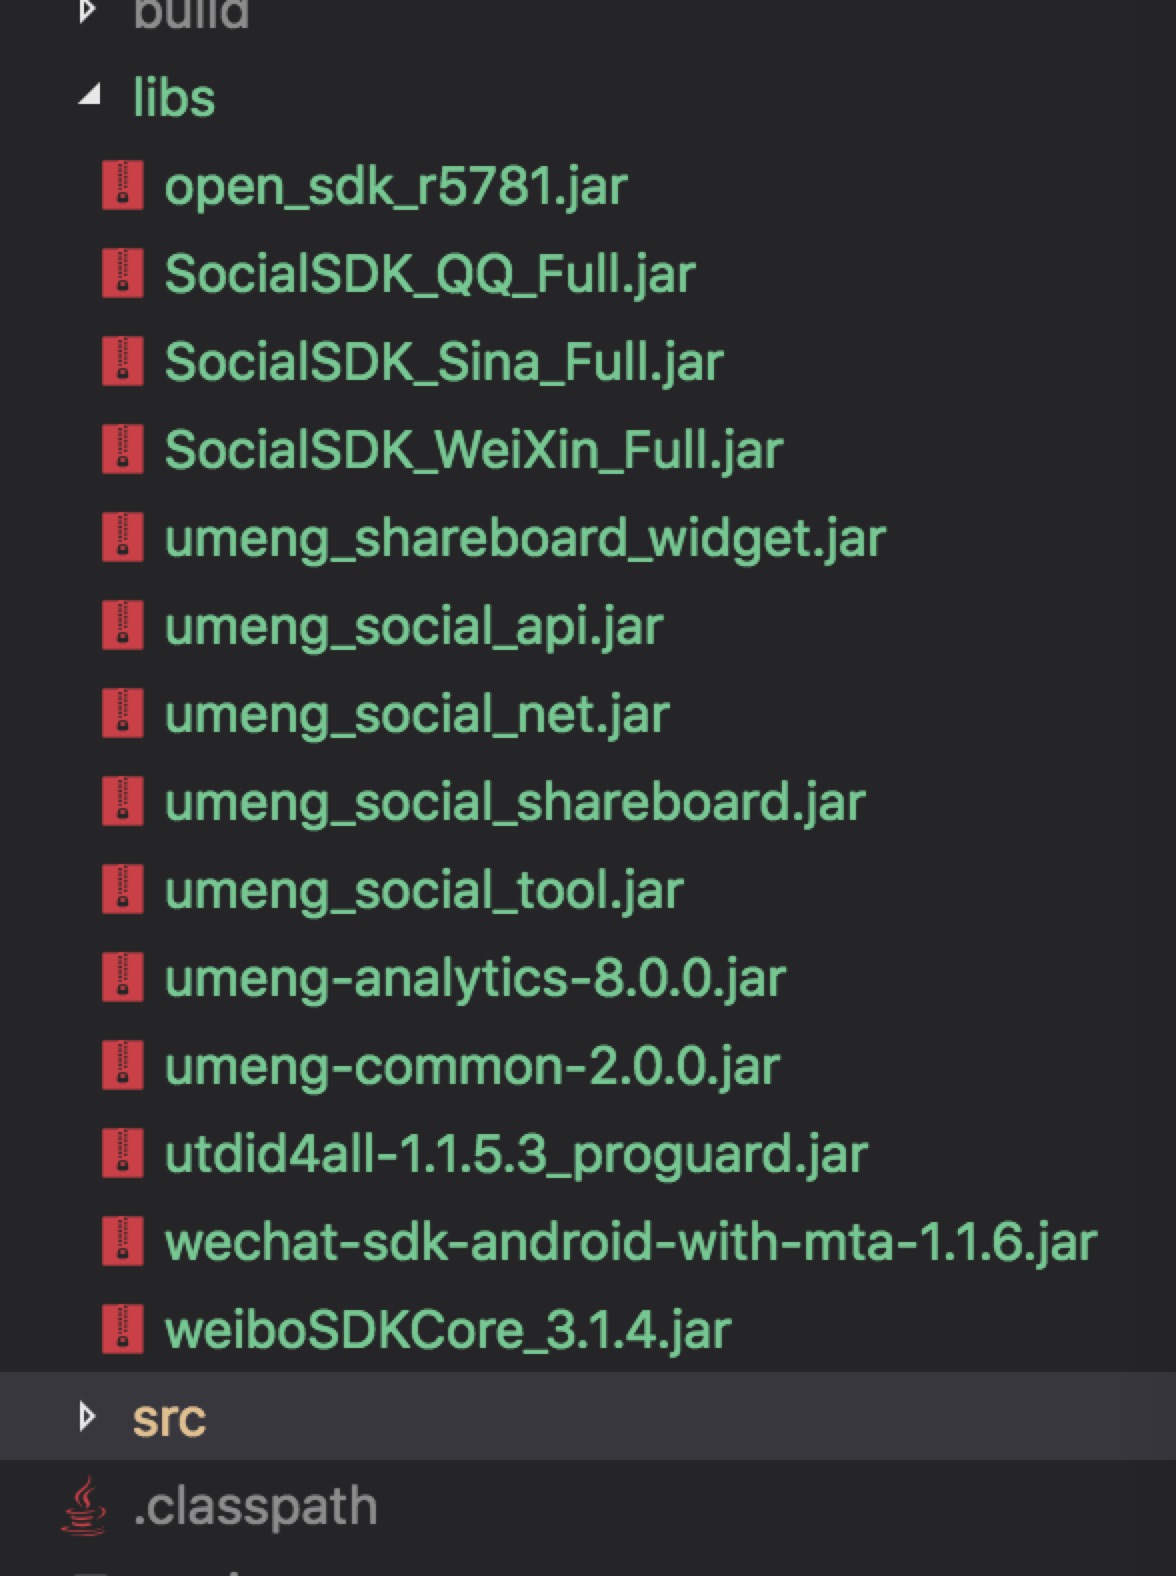 build
libs
open_sdk_r5781.jar
SocialSDK_QQ_Full.jar
SocialSDK_Sina_Full.jar
SocialSDK_WeiXin_Full.jar
umeng_shareboard_widget.jar
umeng_social_api.jar
umeng_social_net.jar
umeng_social_shareboard.jar
umeng_social_tool.jar
umeng-analytics-8.0.0.jar
umeng-common-2.0.0.jar
utdid4all-1.1.5.3_proguard.jar
wechat-sdk-android-with-mta-1.1.6.jar
weiboSDKCore_3.1.4.jar
src
.classpath